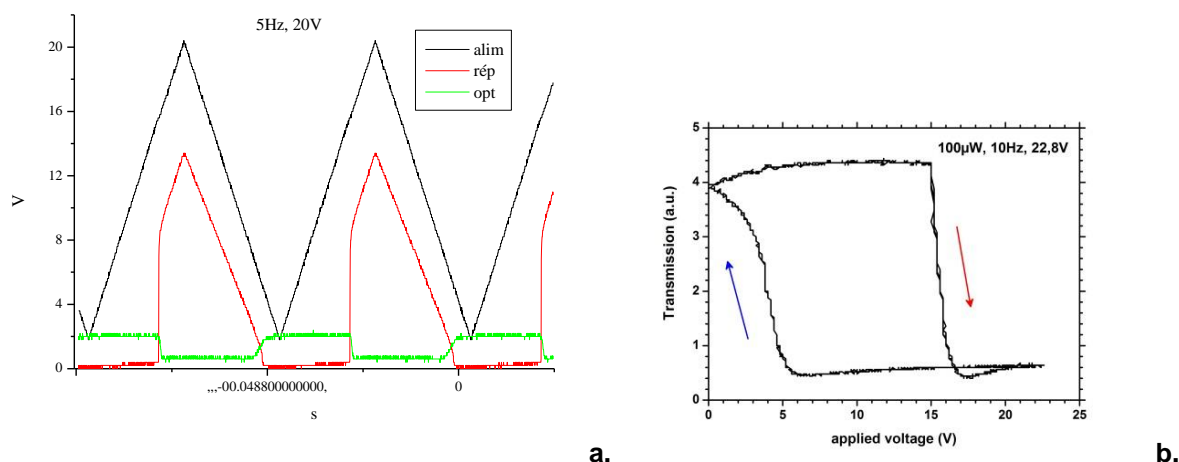 5Hz, 20V
alim
rép
opt
20
16
12
8
4
0
V
,,,-00.048800000000,
0
s
a.
100µW, 10Hz, 22,8V
5
4
3
2
1
0
Transmission (a.u.)
0
5
10
15
20
25
applied voltage (V)
b.